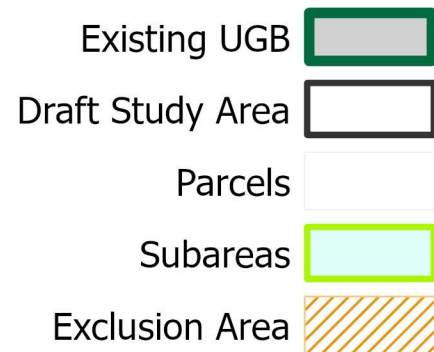 Existing UGB
Draft Study Area
Parcels
Subareas
Exclusion Area